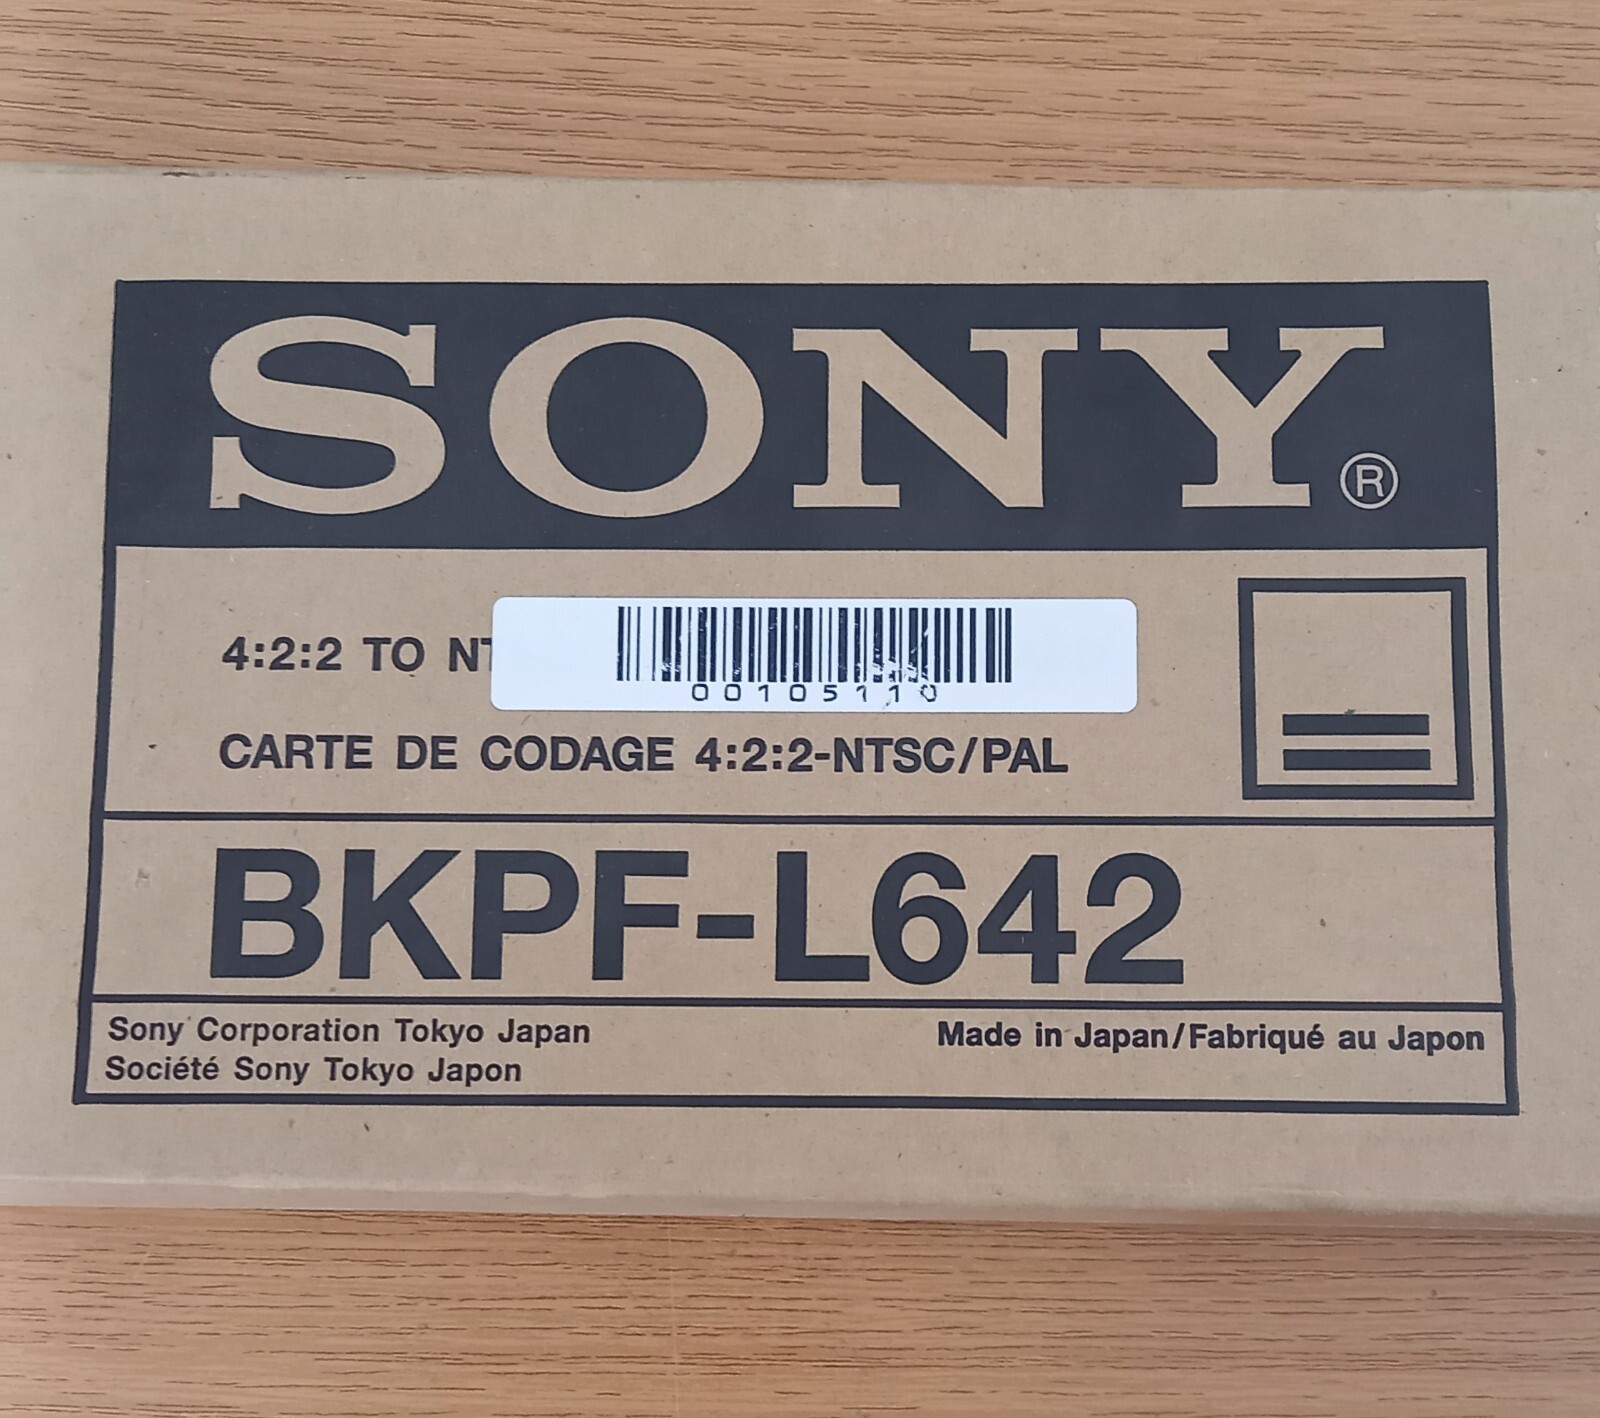 SONY®
4:2:2 TO
00105110
CARTE DE CODAGE 4:2:2-NTSC/PAL
BKPF-L642
Sony Corporation Tokyo Japan
Société Sony Tokyo Japon
Made in Japan/Fabriqué au Japon